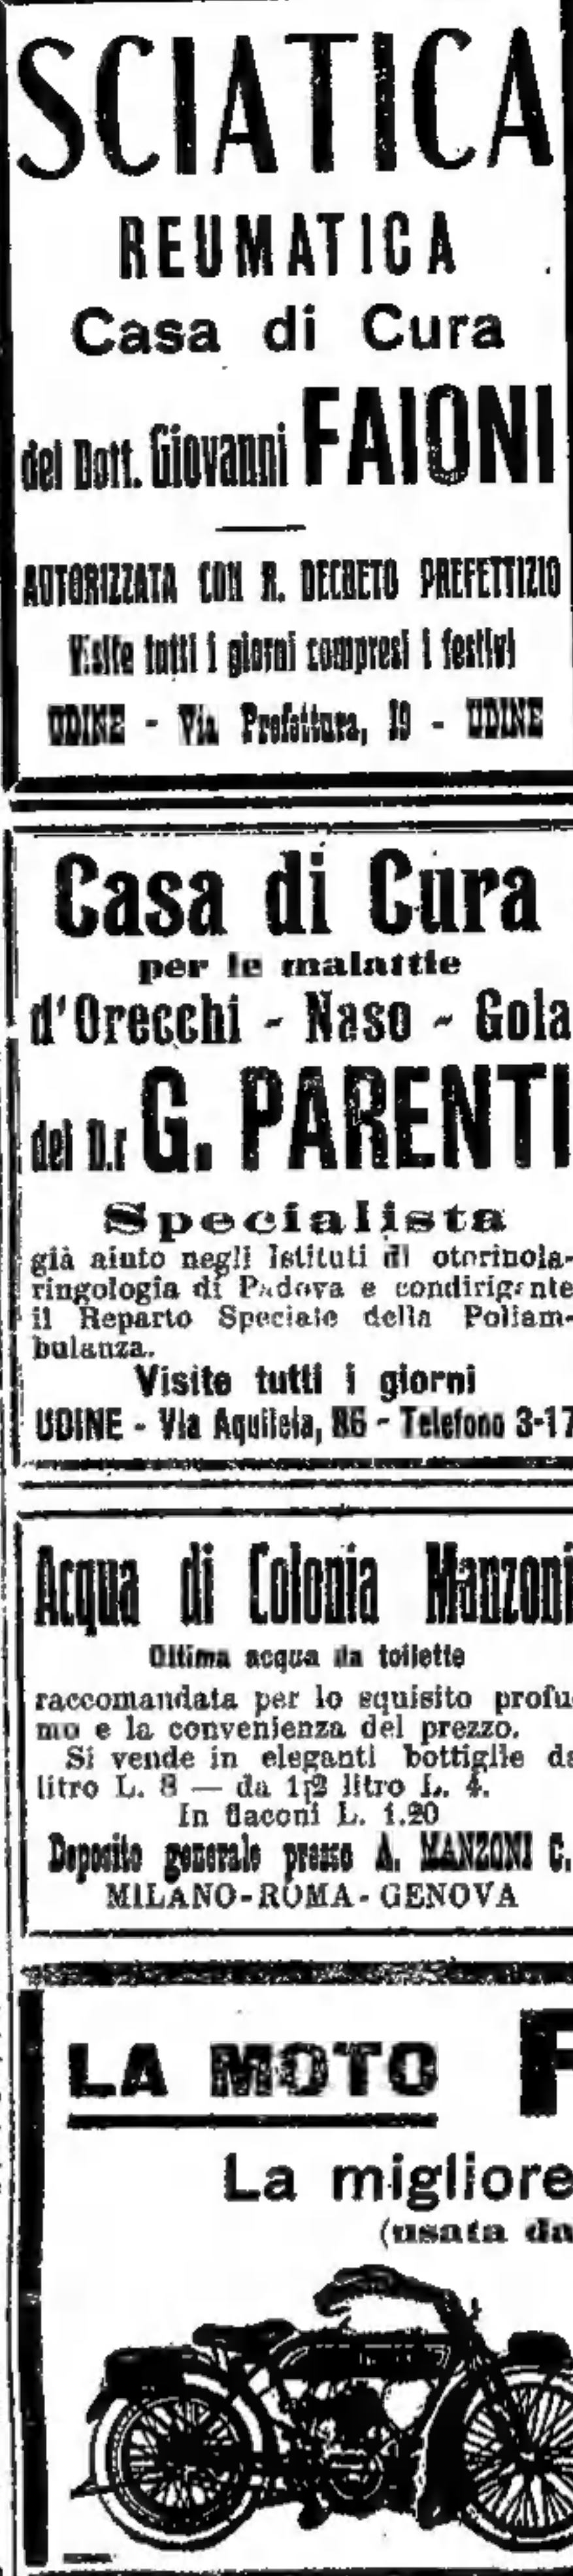 SCIATICA
REUMATICA
Casa di Cura
del Dott. Giovanni FAIONI
AUTORIZZATA CON R. DECRETO PREFETTIZIO
Visite tutti i giorni compresi i festivi
UDINE - Via Prefettura, 19 - UDINE
Casa di Cura
per le malattie
d'Orecchi - Naso - Gola
del D.r G. PARENTI
Specialista
già aiuto negli Istituti di otorinola-
ringologia di Padova e condirigente
il Reparto Speciale della Poliam-
bulanza.
Visite tutti i giorni
UDINE - Via Aquileia, 86 - Telefono 3-17
Acqua di Colonia Manzoni
Ottima acqua da toilette
raccomandata per lo squisito profu-
mo e la convenienza del prezzo.
Si vende in eleganti bottiglie da
litro L. 8 — da 1|2 litro L. 4.
In flaconi L. 1.20
Deposito generale presso A. MANZONI C.
MILANO-ROMA-GENOVA
LA MOTO F
La migliore
(usata da